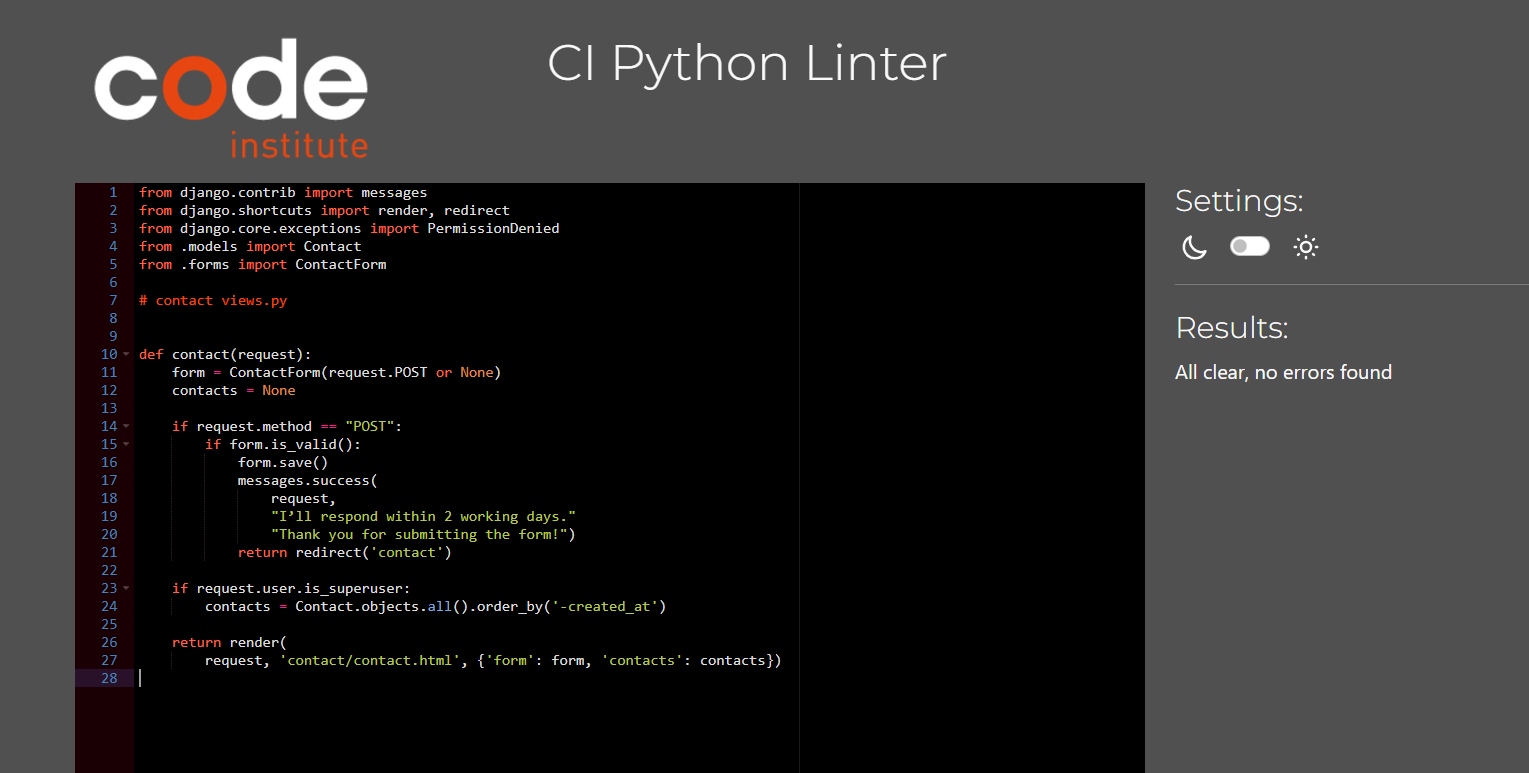 code
institute
CI Python Linter
1 from django.contrib import messages
2 from django.shortcuts import render, redirect
3 from django.core.exceptions import PermissionDenied
4 from .models import Contact
5 from .forms import ContactForm
6
7 # contact views.py
8
9
10 def contact(request):
11     form = ContactForm(request.POST or None)
12     contacts = None
13
14     if request.method == "POST":
15         if form.is_valid():
16             form.save()
17             messages.success(
18                 request,
19                 "I’ll respond within 2 working days."
20                 "Thank you for submitting the form!")
21             return redirect('contact')
22
23     if request.user.is_superuser:
24         contacts = Contact.objects.all().order_by('-created_at')
25
26     return render(
27         request, 'contact/contact.html', {'form': form, 'contacts': contacts})
28
Settings:
Results:
All clear, no errors found